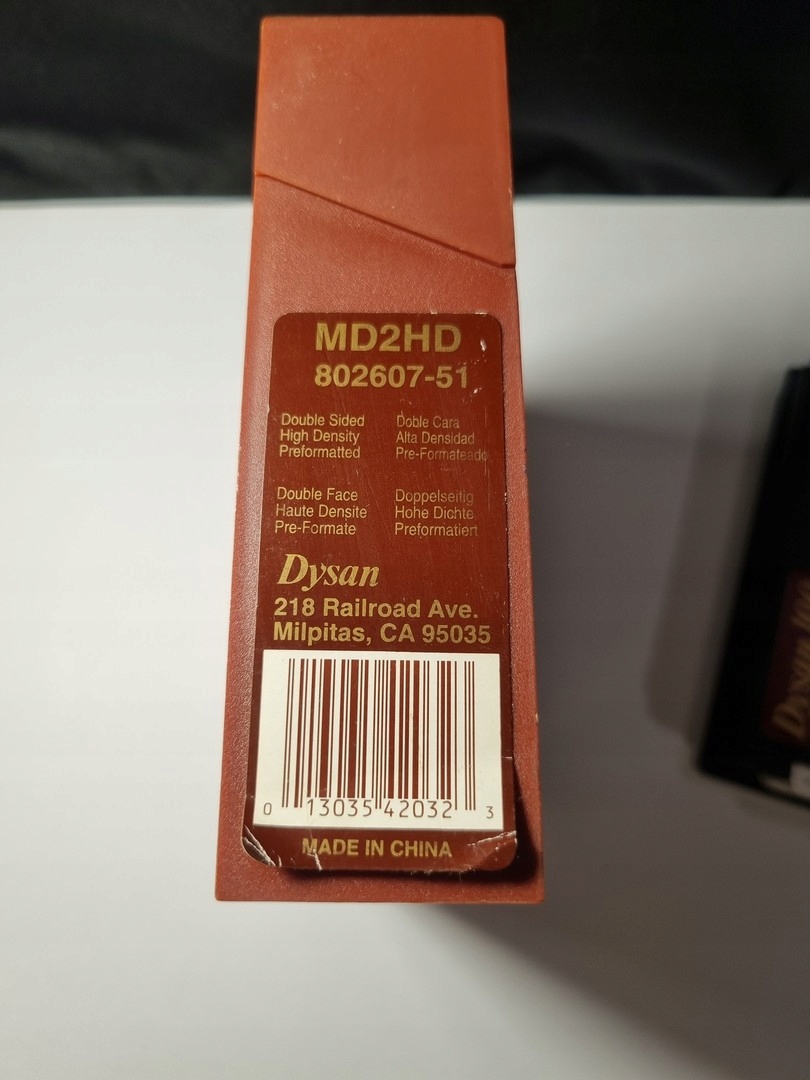 MD2HD
802607-51
Double Sided
High Density
Preformatted
Doble Cara
Alta Densidad
Pre-Formateado
Double Face
Haute Densite
Pre-Formate
Doppelseitig
Hohe Dichte
Preformatiert
Dysan
218 Railroad Ave.
Milpitas, CA 95035
0 13035 42032 3
MADE IN CHINA
Dysan